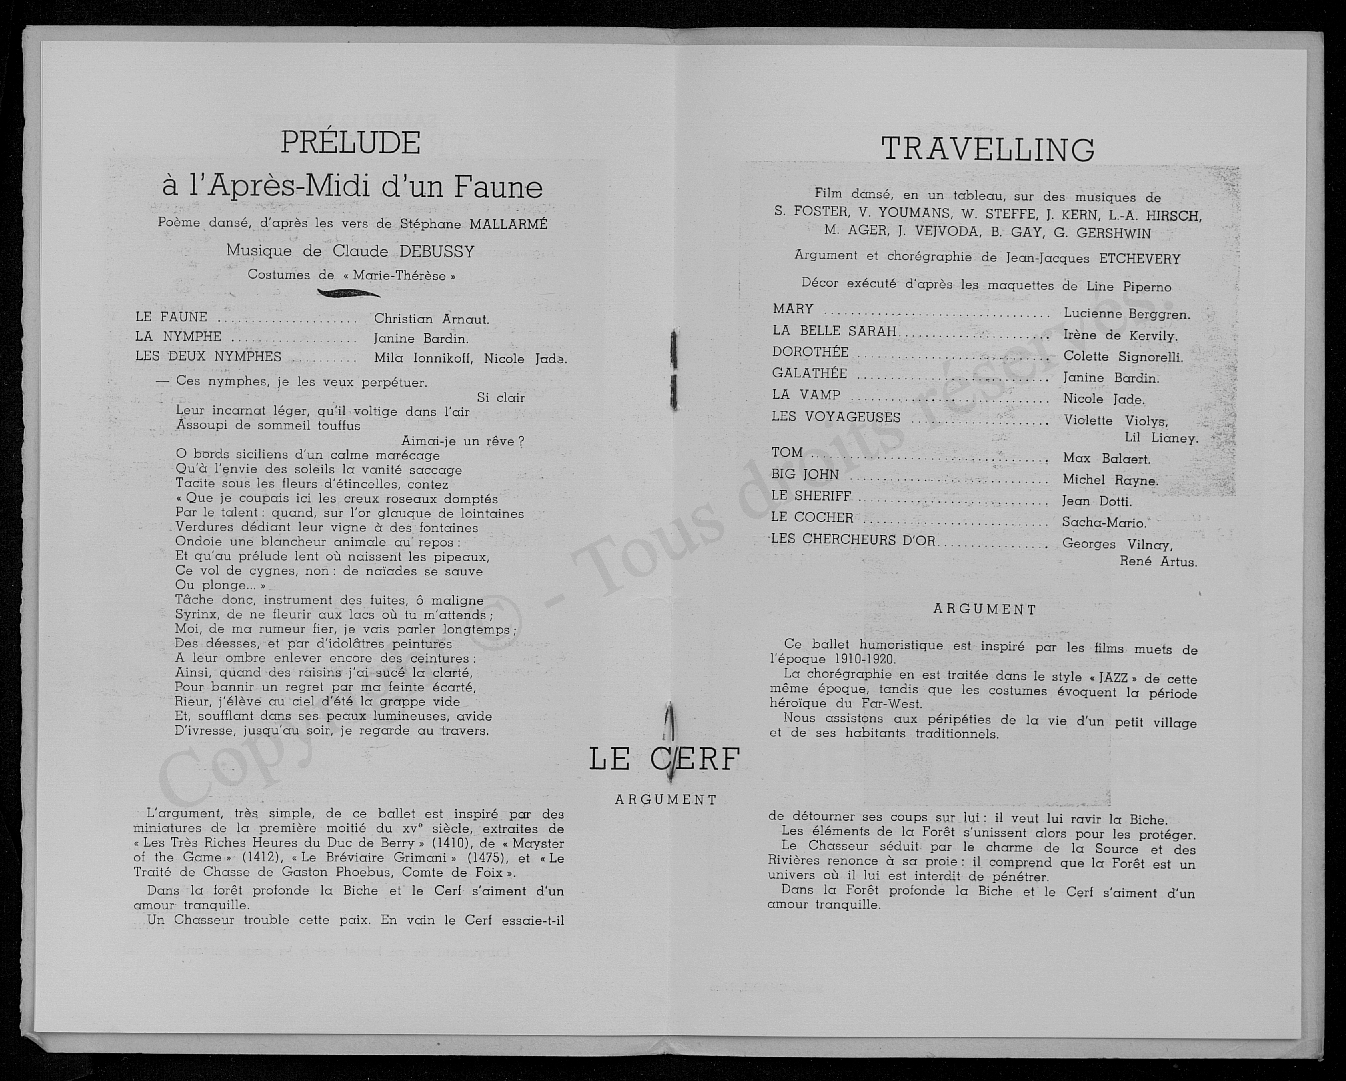 PRÉLUDE
à l'Après-Midi d'un Faune
Poème dansé, d'après les vers de Stéphane MALLARMÉ
Musique de Claude DEBUSSY
Costumes de « Marie-Thérèse »
LE FAUNE .................... Christian Arnaut.
LA NYMPHE .................. Janine Bardin.
LES DEUX NYMPHES .......... Mila Ionnikoff, Nicole Jade.
— Ces nymphes, je les veux perpétuer.
Si clair
Leur incarnat léger, qu'il voltige dans l'air
Assoupi de sommeil touffus
Aimai-je un rêve ?
O bords siciliens d'un calme marécage
Qu'à l'envie des soleils la vanité saccage
Tacite sous les fleurs d'étincelles, contez
« Que je coupais ici les creux roseaux domptés
Par le talent : quand, sur l'or glauque de lointaines
Verdures dédiant leur vigne à des fontaines
Ondoie une blancheur animale au repos :
Et qu'au prélude lent où naissent les pipeaux,
Ce vol de cygnes, non : de naïades se sauve
Ou plonge... »
Tâche donc, instrument des fuites, ô maligne
Syrinx, de ne fleurir aux lacs où tu m'attends ;
Moi, de ma rumeur fier, je vais parler longtemps ;
Des déesses, et par d'idolâtres peintures
A leur ombre enlever encore des ceintures :
Ainsi, quand des raisins j'ai sucé la clarté,
Pour bannir un regret par ma feinte écarté,
Rieur, j'élève au ciel d'été la grappe vide
Et, soufflant dans ses peaux lumineuses, avide
D'ivresse, jusqu'au soir, je regarde au travers.
TRAVELLING
Film dansé, en un tableau, sur des musiques de
S. FOSTER, V. YOUMANS, W. STEFFE, J. KERN, L.-A. HIRSCH,
M. AGER, J. VEJVODA, B. GAY, G. GERSHWIN
Argument et chorégraphie de Jean-Jacques ETCHEVERY
Décor exécuté d'après les maquettes de Line Piperno
MARY ................................ Lucienne Berggren.
LA BELLE SARAH...................... Irène de Kervily.
DOROTHÉE ............................ Colette Signorelli.
GALATHÉE ............................ Janine Bardin.
LA VAMP ............................. Nicole Jade.
LES VOYAGEUSES .................... Violette Violys,
Lil Lianey.
TOM .................................. Max Balaert.
BIG JOHN ............................. Michel Rayne.
LE SHERIFF ............................ Jean Dotti.
LE COCHER ........................... Sacha-Mario.
LES CHERCHEURS D'OR................ Georges Vilnay,
René Artus.
ARGUMENT
Ce ballet humoristique est inspiré par les films muets de
l'époque 1910-1920.
La chorégraphie en est traitée dans le style « JAZZ » de cette
même époque, tandis que les costumes évoquent la période
héroïque du Far-West.
Nous assistons aux péripéties de la vie d'un petit village
et de ses habitants traditionnels.
LE CERF
ARGUMENT
L'argument, très simple, de ce ballet est inspiré par des
miniatures de la première moitié du XVe siècle, extraites de
« Les Très Riches Heures du Duc de Berry » (1410), de « Mayster
of the Game » (1412), « Le Bréviaire Grimani » (1475), et « Le
Traité de Chasse de Gaston Phoebus, Comte de Foix ».
Dans la forêt profonde la Biche et le Cerf s'aiment d'un
amour tranquille.
Un Chasseur trouble cette paix. En vain le Cerf essaie-t-il
de détourner ses coups sur lui : il veut lui ravir la Biche.
Les éléments de la Forêt s'unissent alors pour les protéger.
Le Chasseur séduit par le charme de la Source et des
Rivières renonce à sa proie : il comprend que la Forêt est un
univers où il lui est interdit de pénétrer.
Dans la Forêt profonde la Biche et le Cerf s'aiment d'un
amour tranquille.
Copyright © - Tous droits réservés.